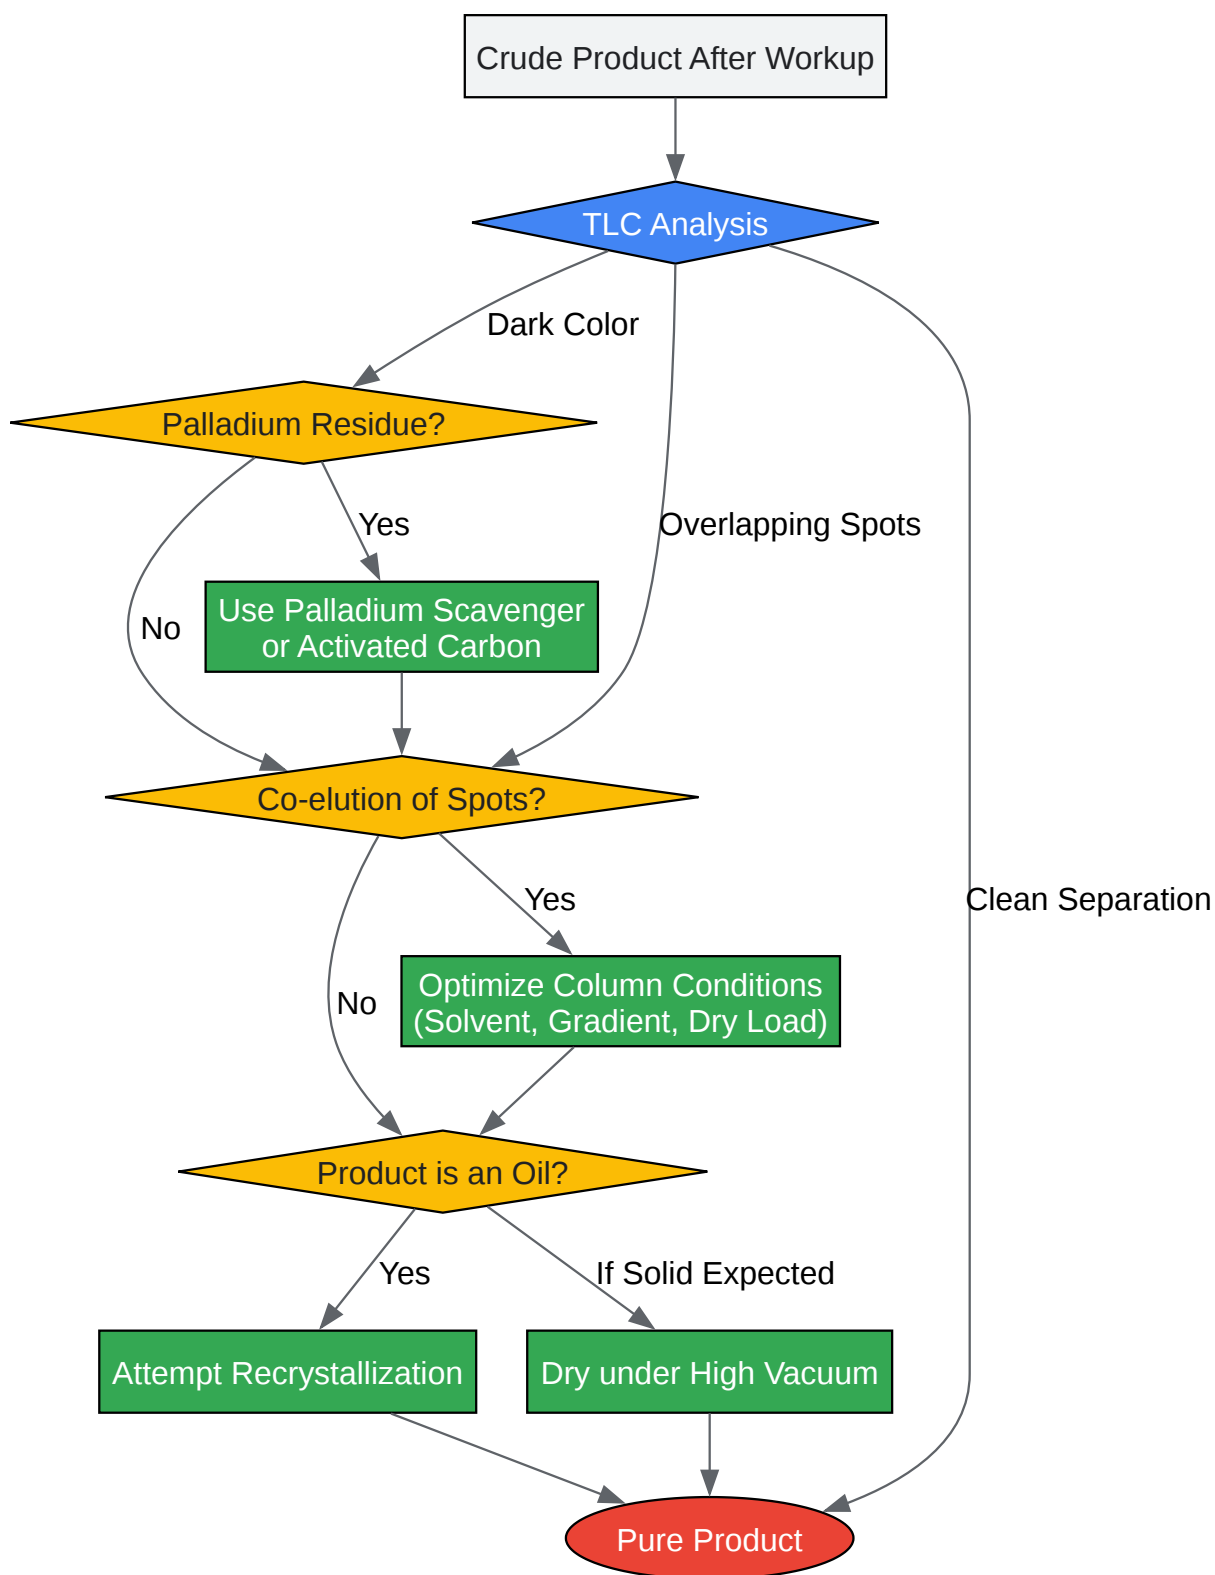 Crude Product After Workup
TLC Analysis
Dark Color
Palladium Residue?
Yes
Overlapping Spots
Use Palladium Scavenger
or Activated Carbon
No
Co-elution of Spots?
Yes
Clean Separation
Optimize Column Conditions
(Solvent, Gradient, Dry Load)
No
Product is an Oil?
Yes
If Solid Expected
Attempt Recrystallization
Dry under High Vacuum
Pure Product